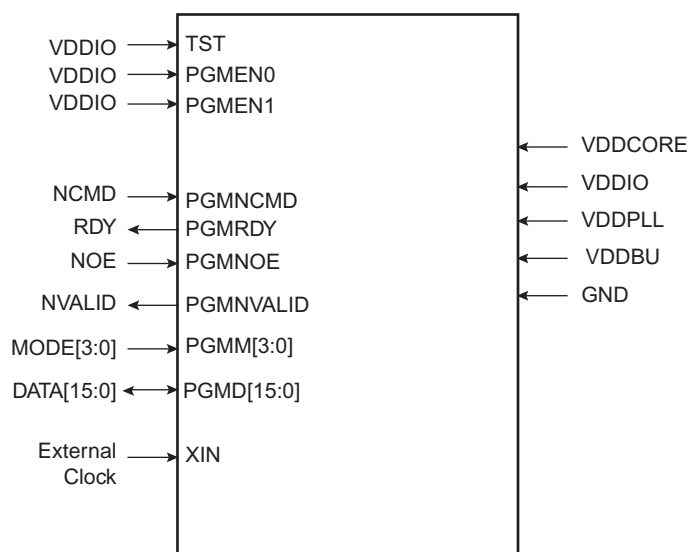 VDDIO TST
VDDIO PGMEN0
VDDIO PGMEN1
VDDCORE
VDDIO
NCMD PGMNCMD
VDDPLL
RDY PGMRDY
VDDBU
NOE PGMNOE
GND
NVALID PGMNVALID
MODE[3:0] PGMM[3:0]
DATA[15:0] PGMD[15:0]
External XIN
Clock